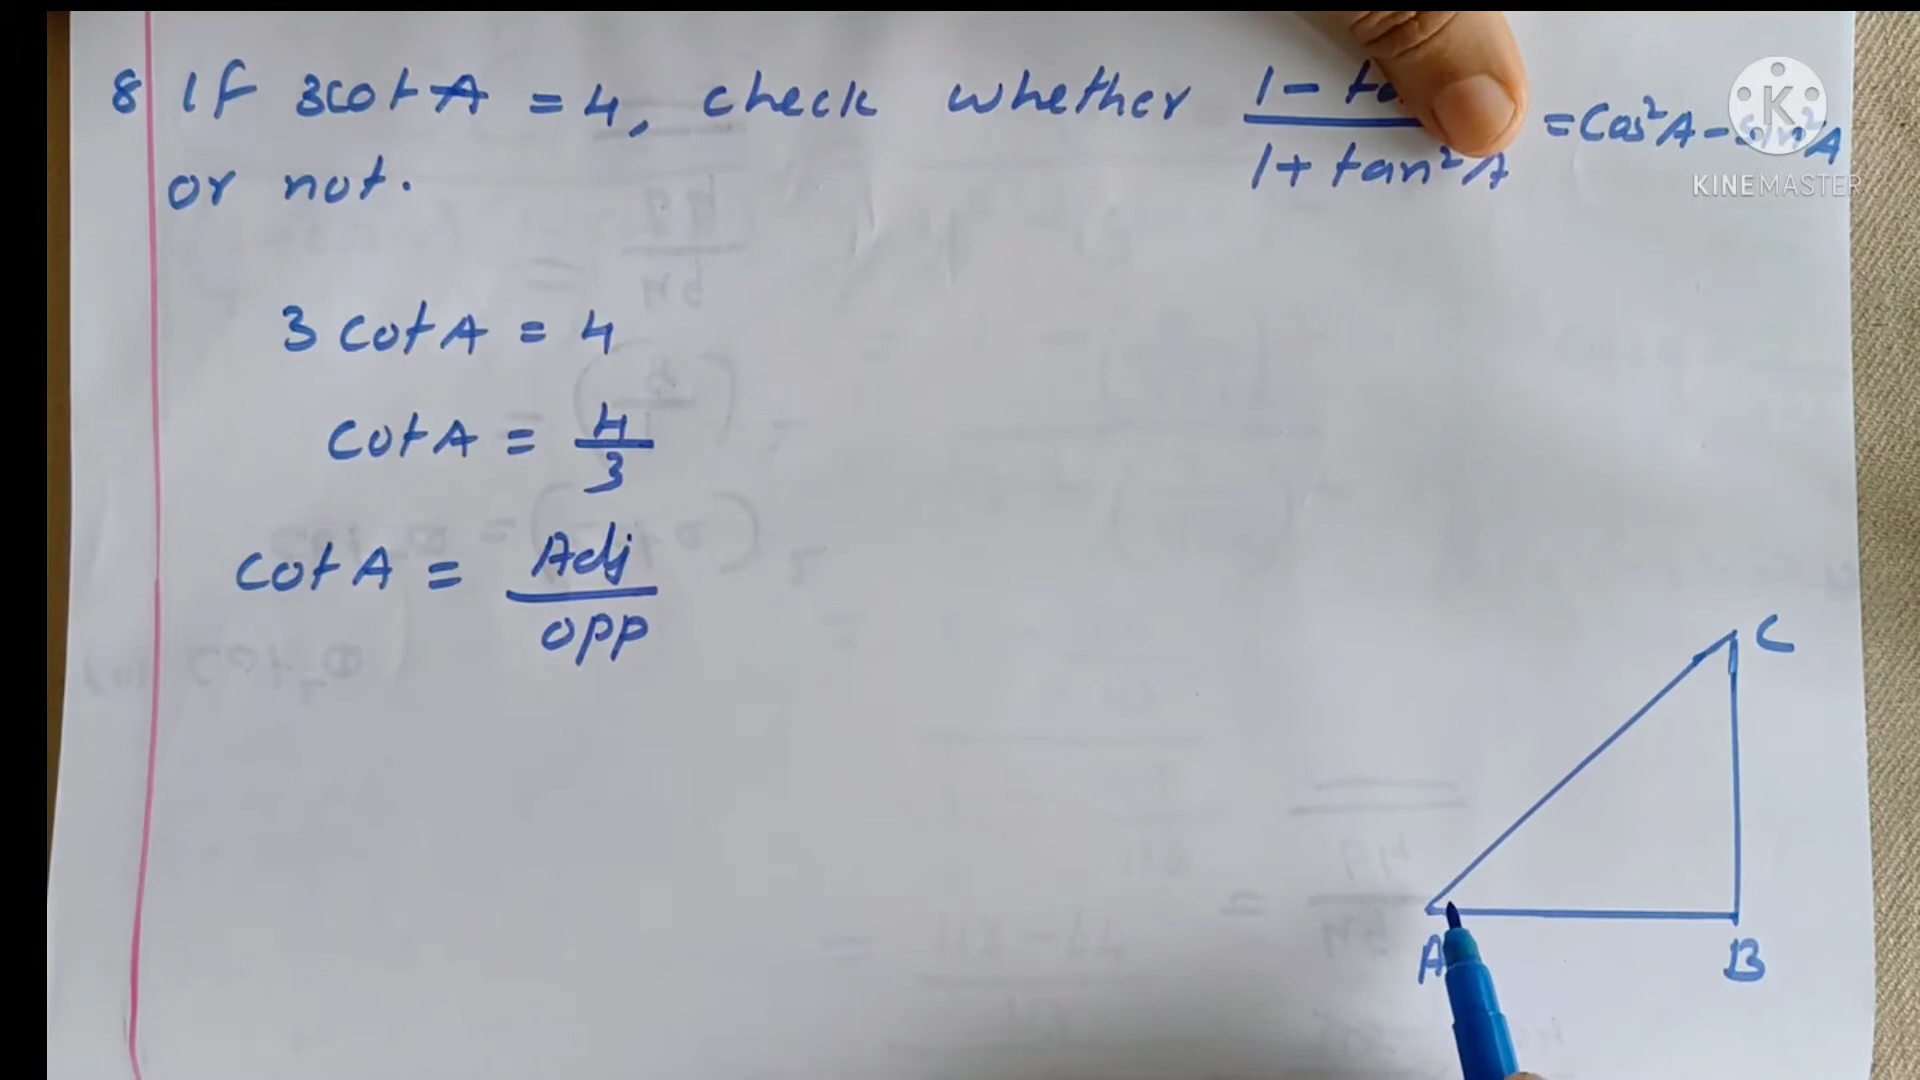 8 If 3cot A = 4, check whether 1 - / 1 + tan²A = Cos²A - Sin²A
or not.
3 cot A = 4
cot A = 4/3
cot A = Adj/opp
C
A B
K
KINEMASTER